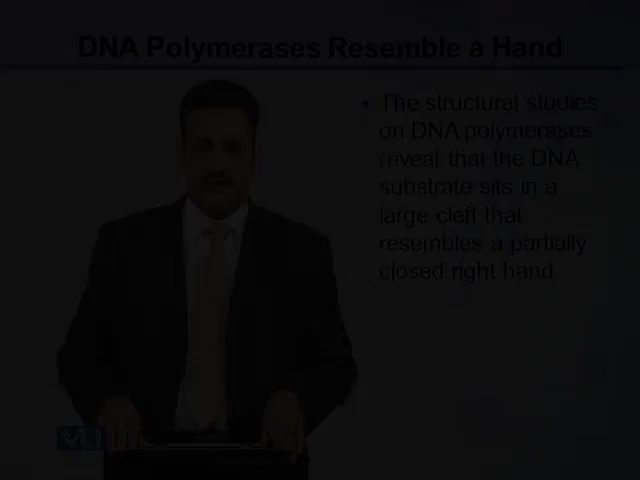 DNA Polymerases Resemble a Hand
• The structural studies
on DNA polymerases
reveal that the DNA
substrate sits in a
large cleft that
resembles a partially
closed right hand
VU